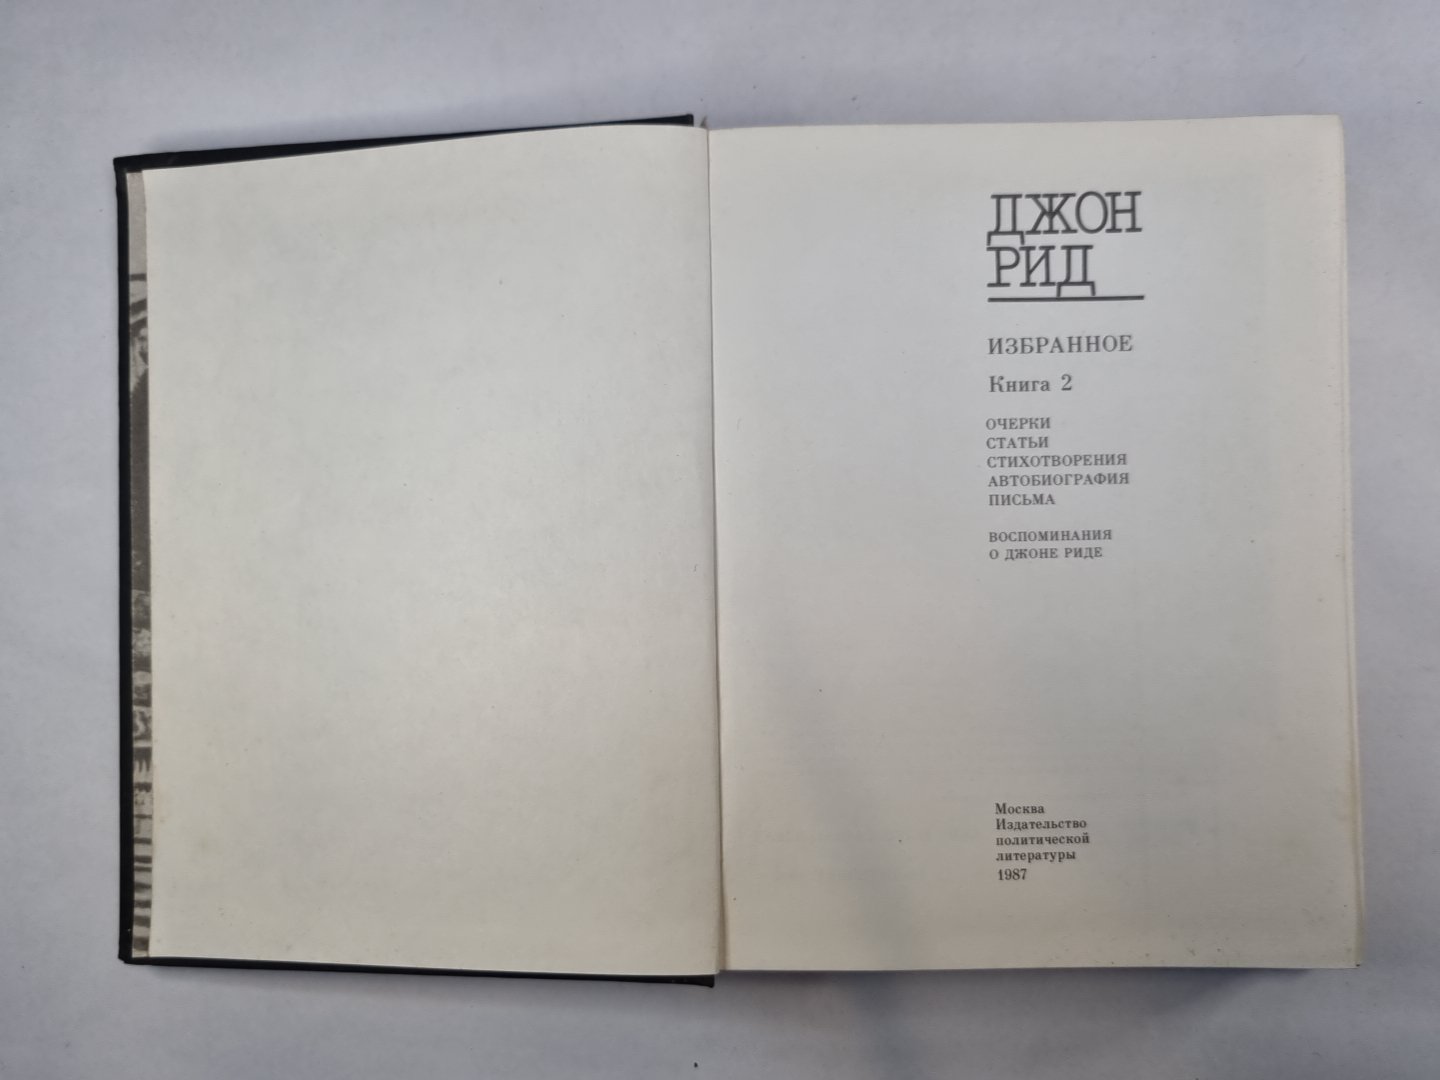 ДЖОН
РИД
ИЗБРАННОЕ
Книга 2
ОЧЕРКИ
СТАТЬИ
СТИХОТВОРЕНИЯ
АВТОБИОГРАФИЯ
ПИСЬМА
ВОСПОМИНАНИЯ
О ДЖОНЕ РИДЕ
Москва
Издательство
политической
литературы
1987